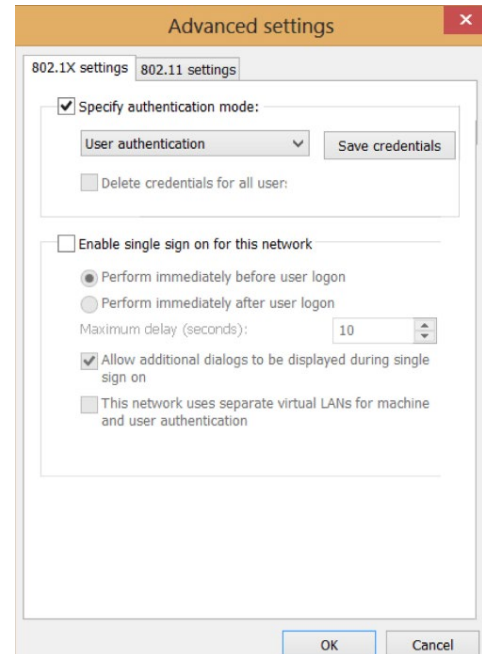 Advanced settings
802.1X settings 802.11 settings
Specify authentication mode:
User authentication Save credentials
Delete credentials for all users
Enable single sign on for this network
Perform immediately before user logon
Perform immediately after user logon
Maximum delay (seconds): 10
Allow additional dialogs to be displayed during single
sign on
This network uses separate virtual LANs for machine
and user authentication
OK Cancel